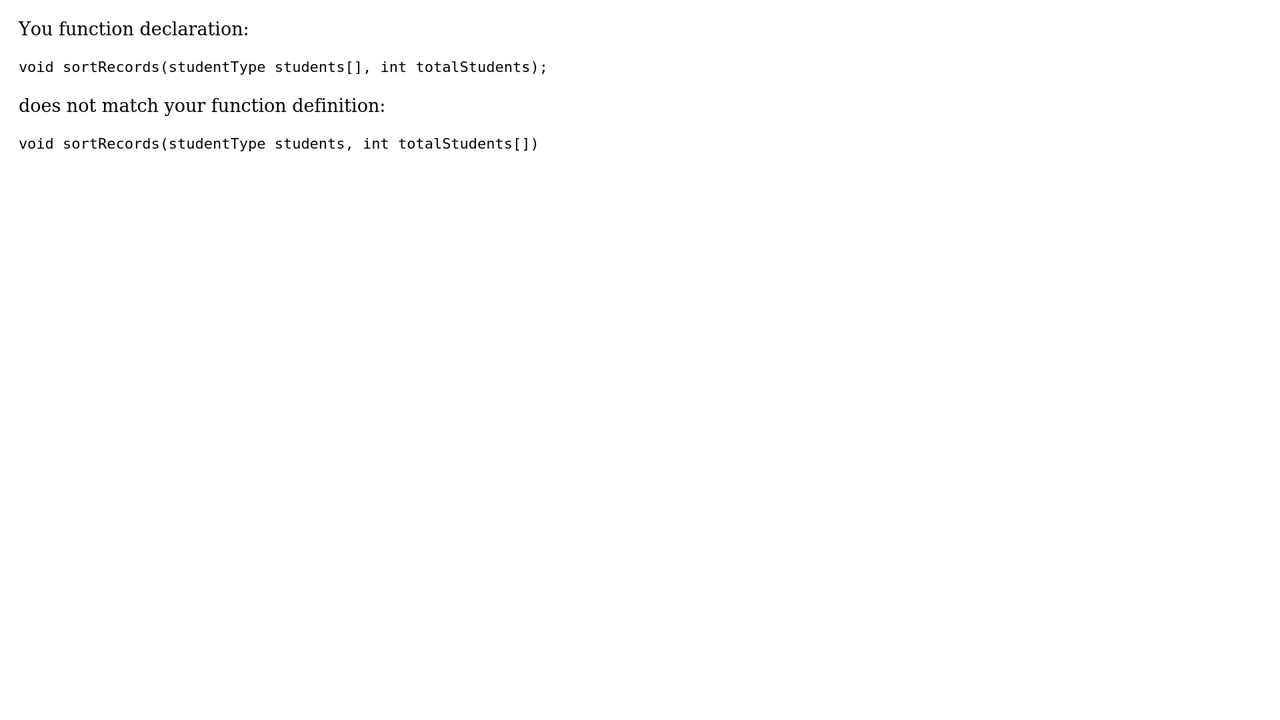 You function declaration:
void sortRecords(studentType students[], int totalStudents);
does not match your function definition:
void sortRecords(studentType students, int totalStudents[])